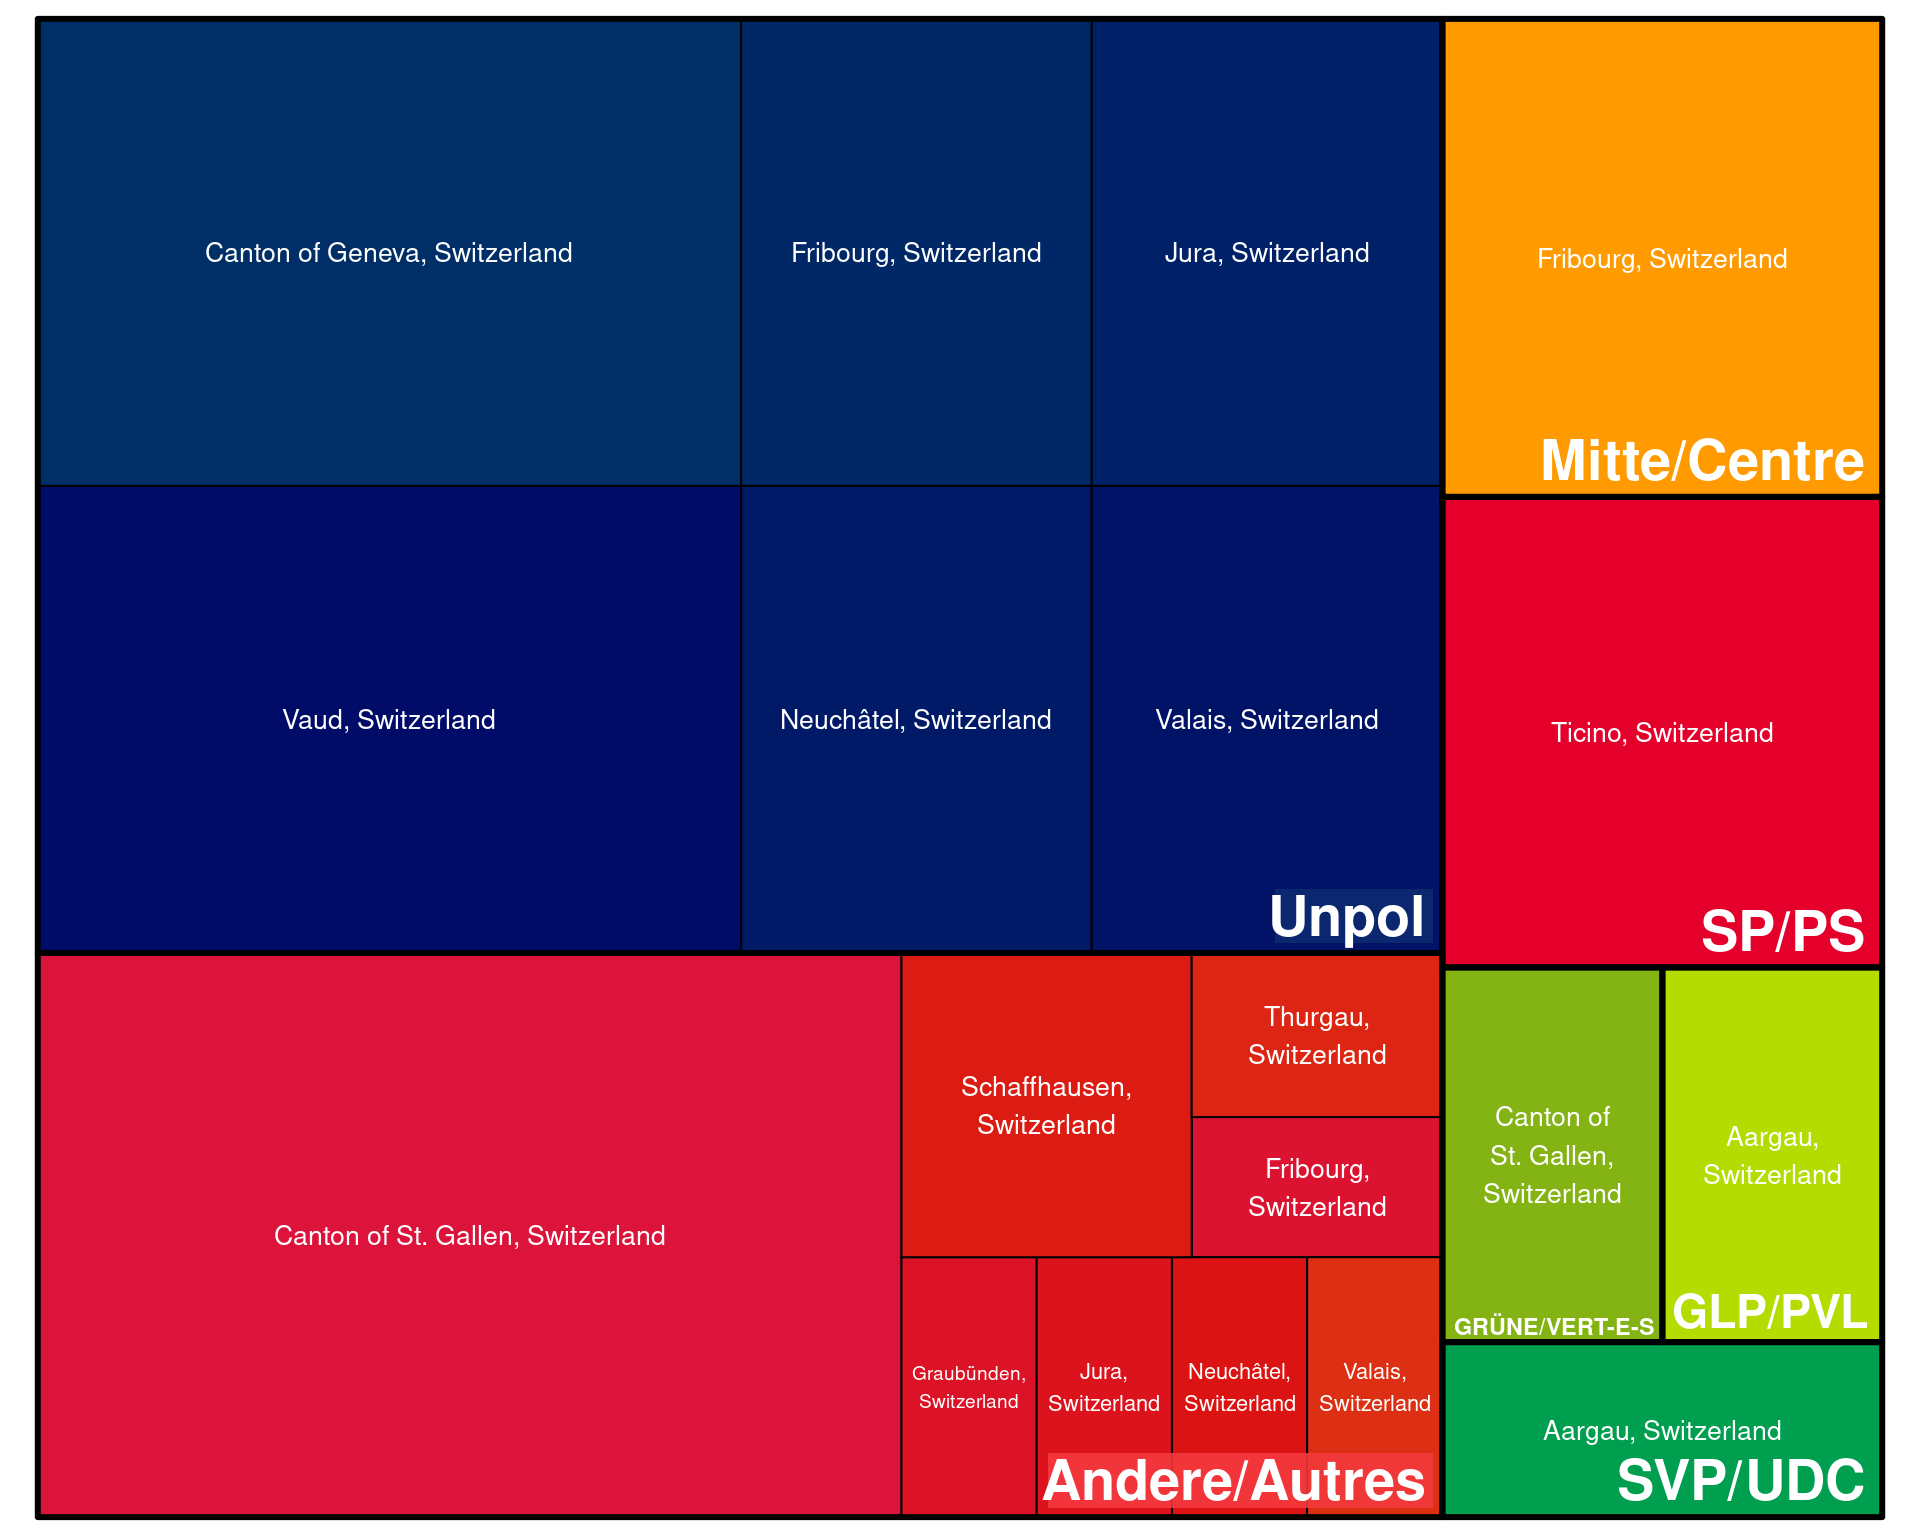 Canton of Geneva, Switzerland
Fribourg, Switzerland
Jura, Switzerland
Vaud, Switzerland
Neuchâtel, Switzerland
Valais, Switzerland
Unpol
Fribourg, Switzerland
Mitte/Centre
Ticino, Switzerland
SP/PS
Canton of St. Gallen, Switzerland
Schaffhausen,
Switzerland
Thurgau,
Switzerland
Fribourg,
Switzerland
Graubünden,
Switzerland
Jura,
Switzerland
Neuchâtel,
Switzerland
Valais,
Switzerland
Andere/Autres
Canton of
St. Gallen,
Switzerland
GRÜNE/VERT-E-S
Aargau,
Switzerland
GLP/PVL
Aargau, Switzerland
SVP/UDC